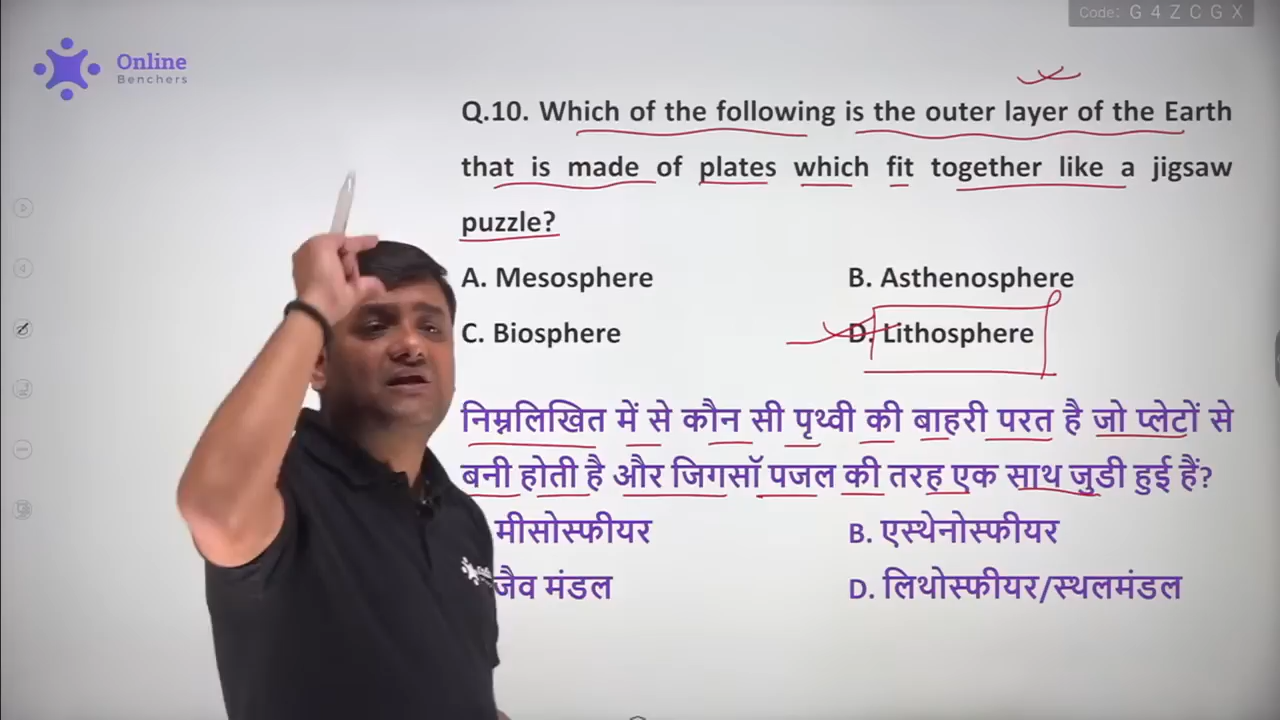 Code: G 4 Z C G X
Online
Benchers
Q.10. Which of the following is the outer layer of the Earth
that is made of plates which fit together like a jigsaw
puzzle?
A. Mesosphere B. Asthenosphere
C. Biosphere D. Lithosphere
निम्नलिखित में से कौन सी पृथ्वी की बाहरी परत है जो प्लेटों से
बनी होती है और जिगसॉ पजल की तरह एक साथ जुडी हुई हैं?
मीसोस्फीयर B. एस्थेनोस्फीयर
जैव मंडल D. लिथोस्फीयर/स्थलमंडल